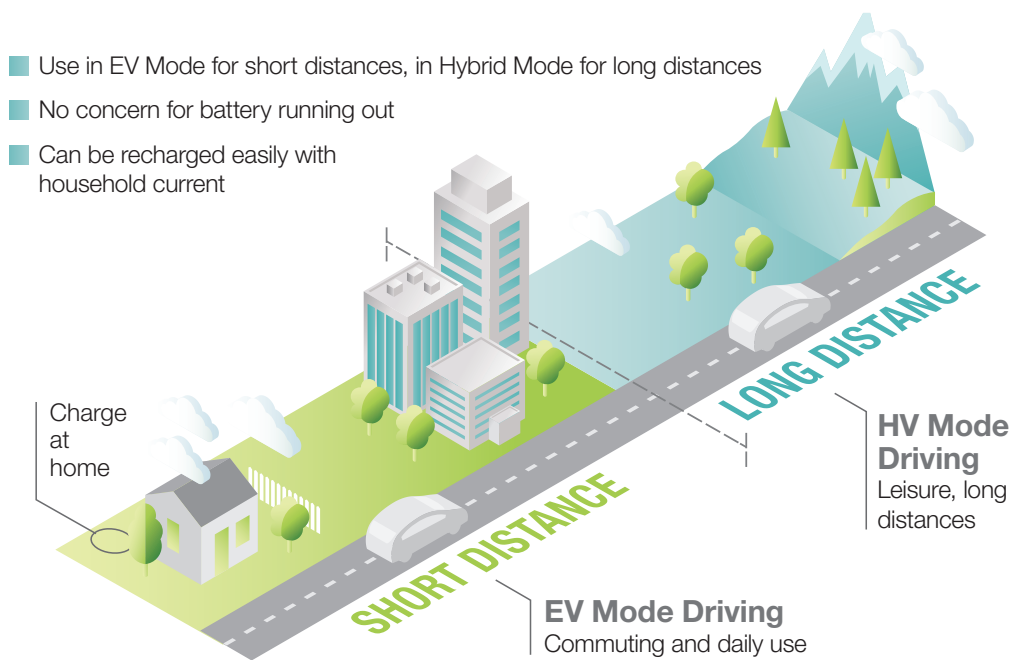 Use in EV Mode for short distances, in Hybrid Mode for long distances
No concern for battery running out
Can be recharged easily with
household current
Charge
at
home
LONG DISTANCE
HV Mode
Driving
Leisure, long
distances
SHORT DISTANCE
EV Mode Driving
Commuting and daily use